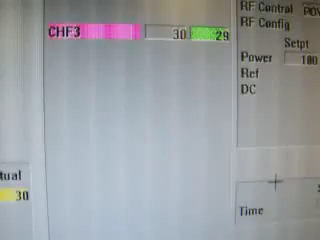 CHF3 30 29
RF Control
RF Config
Setpt
Power 100
Ref
DC
tual
30
Time